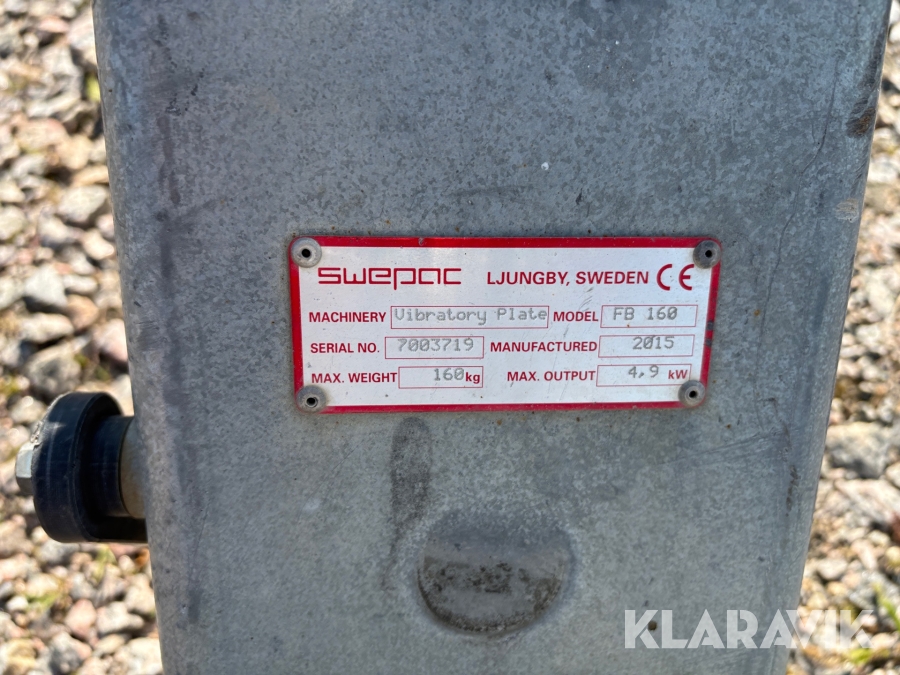 swepac LJUNGBY, SWEDEN CE
MACHINERY Vibratory Plate MODEL FB 160
SERIAL NO. 7003719 MANUFACTURED 2015
MAX. WEIGHT 160kg MAX. OUTPUT 4,9 kW
KLARAVIK